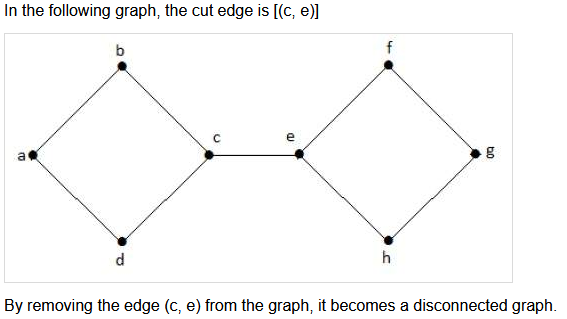 In the following graph, the cut edge is [(c, e)]
b
f
c
e
a
g
d
h
By removing the edge (c, e) from the graph, it becomes a disconnected graph.